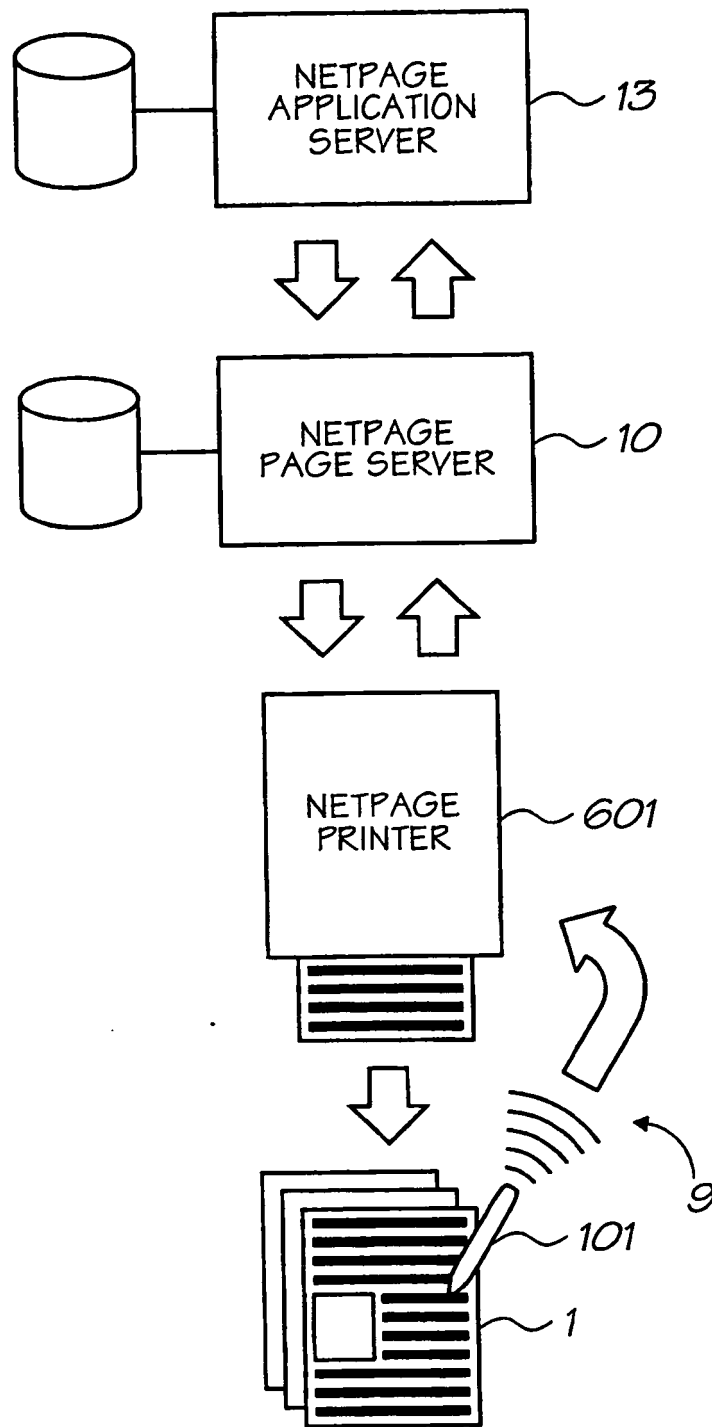 NETPAGE
APPLICATION
SERVER
13
NETPAGE
PAGE SERVER
10
NETPAGE
PRINTER
601
9
101
1